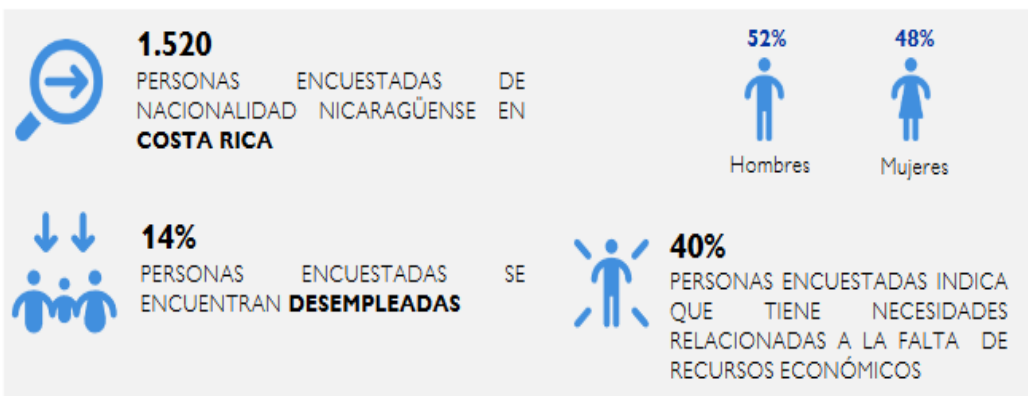 1.520
PERSONAS ENCUESTADAS DE
NACIONALIDAD NICARAGÜENSE EN
COSTA RICA
52%
Hombres
48%
Mujeres
14%
PERSONAS ENCUESTADAS SE
ENCUENTRAN DESEMPLEADAS
40%
PERSONAS ENCUESTADAS INDICA
QUE TIENE NECESIDADES
RELACIONADAS A LA FALTA DE
RECURSOS ECONÓMICOS